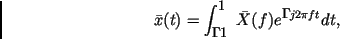 x̄(t) = ∫_{Γ1}^{1} X̄(f)e^{Γj2πft}dt,